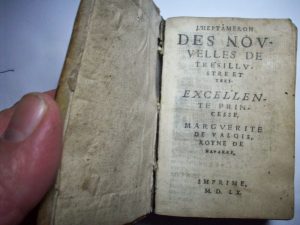 L'HEPTAMERON
DES NOV-
VELLES DE
TRESILLV-
STRE ET
TRES-
EXCELLEN-
TE PRIN-
CESSE,
MARGVERITE
DE VALOIS,
ROYNE DE
NAVARRE,
IMPRIME,
M. D. LX.